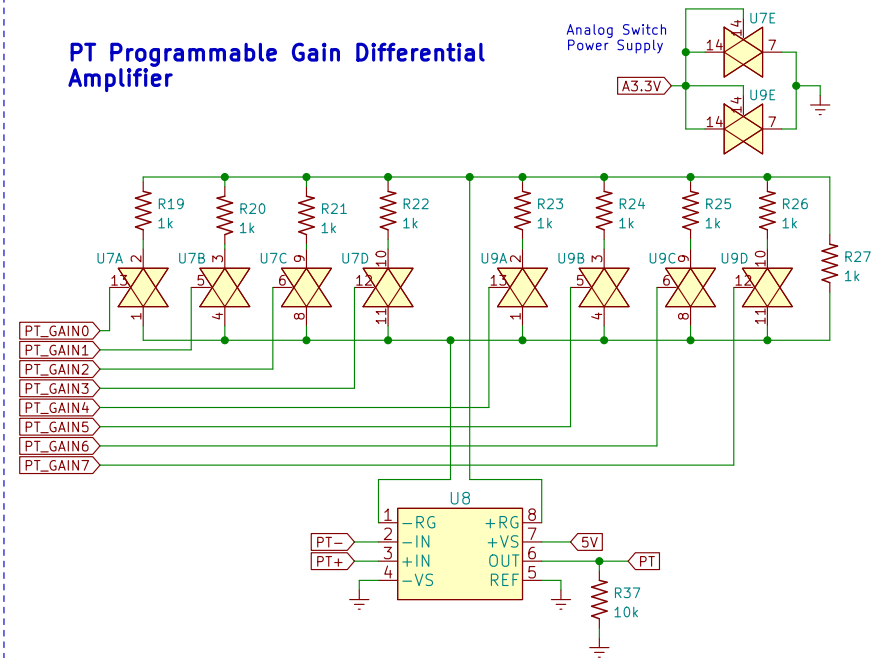 Analog Switch
Power Supply
U7E
14
14
7
PT Programmable Gain Differential
Amplifier
A3.3V
U9E
14
14
7
R19
1k
R20
1k
R21
1k
R22
1k
R23
1k
R24
1k
R25
1k
R26
1k
R27
1k
U7A
2
13
1
U7B
3
5
4
U7C
9
6
8
U7D
10
12
11
U9A
2
13
1
U9B
3
5
4
U9C
9
6
8
U9D
10
12
11
PT_GAIN0
PT_GAIN1
PT_GAIN2
PT_GAIN3
PT_GAIN4
PT_GAIN5
PT_GAIN6
PT_GAIN7
U8
1 -RG +RG 8
PT- 2 -IN +VS 7 5V
PT+ 3 +IN OUT 6 PT
4 -VS REF 5
R37
10k